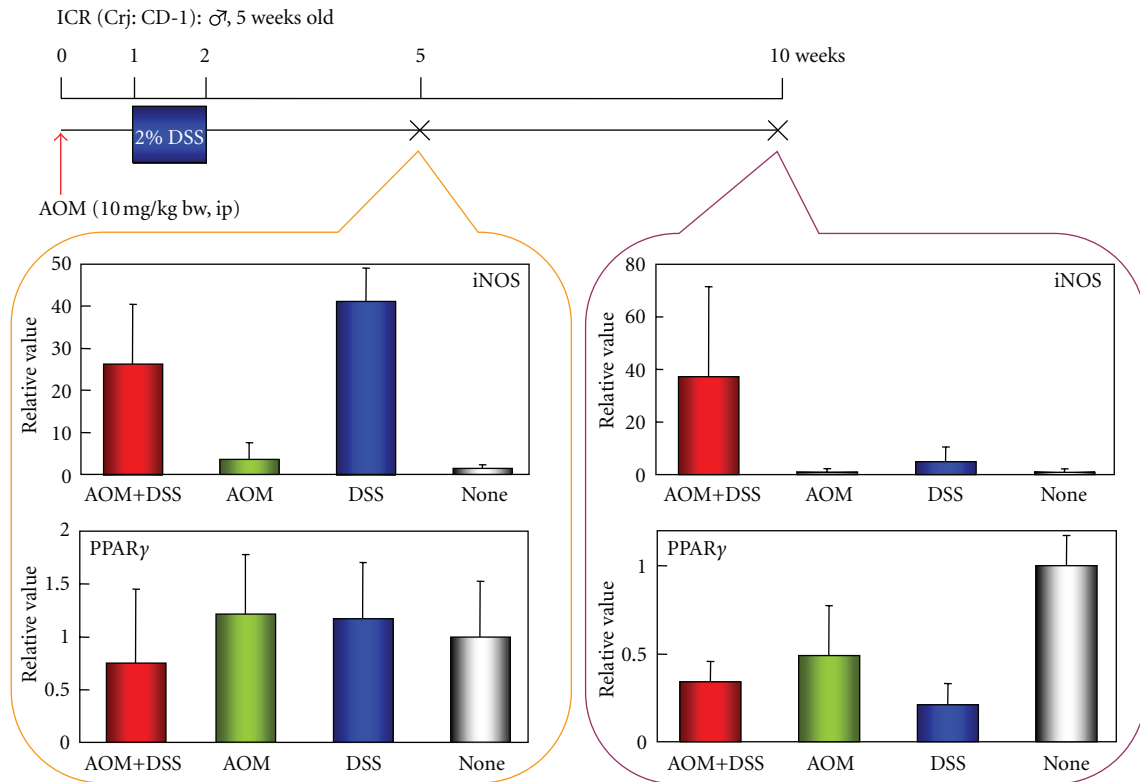 ICR (Crj: CD-1): ♂, 5 weeks old
0 1 2 5 10 weeks
2% DSS
AOM (10 mg/kg bw, ip)
50
40
30
20
10
0
Relative value
iNOS
AOM+DSS AOM DSS None
80
60
40
20
0
Relative value
iNOS
AOM+DSS AOM DSS None
2
1.5
1
0.5
0
Relative value
PPARγ
AOM+DSS AOM DSS None
1
0.5
0
Relative value
PPARγ
AOM+DSS AOM DSS None